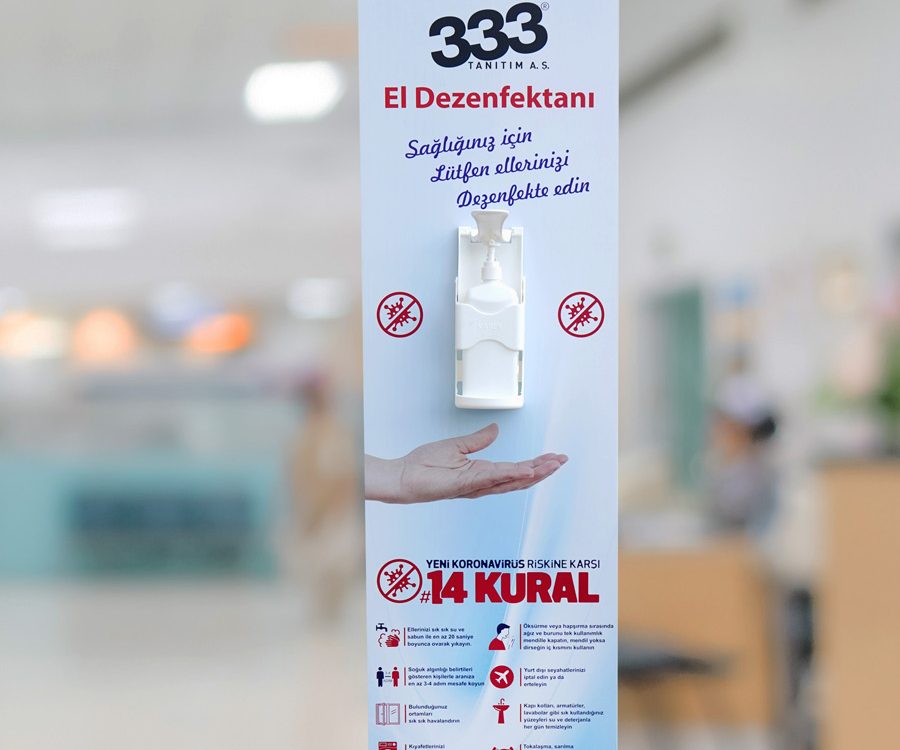 333®
TANITIM A.Ş.
El Dezenfektanı
Sağlığınız için
Lütfen ellerinizi
Dezenfekte edin
YENİ KORONAVİRÜS RİSKİNE KARSI
#14 KURAL
Ellerinizi sık sık su ve
sabun ile en az 20 saniye
boyunca ovarak yıkayın.
Öksürme veya hapşırma sırasında
ağız ve burunu tek kullanımlık
mendille kapatın, mendil yoksa
dirseğin iç kısmını kullanın
Soğuk algınlığı belirtileri
gösteren kişilerle aranıza
en az 3-4 adım mesafe koyun
Yurt dışı seyahatlerinizi
iptal edin ya da
erteleyin
Bulunduğunuz
ortamları
sık sık havalandırın
Kapı kolları, armatürler,
lavabolar gibi sık kullandığınız
yüzeyleri su ve deterjanla
her gün temizleyin
Kıyafetlerinizi
Tokalaşma, sarılma